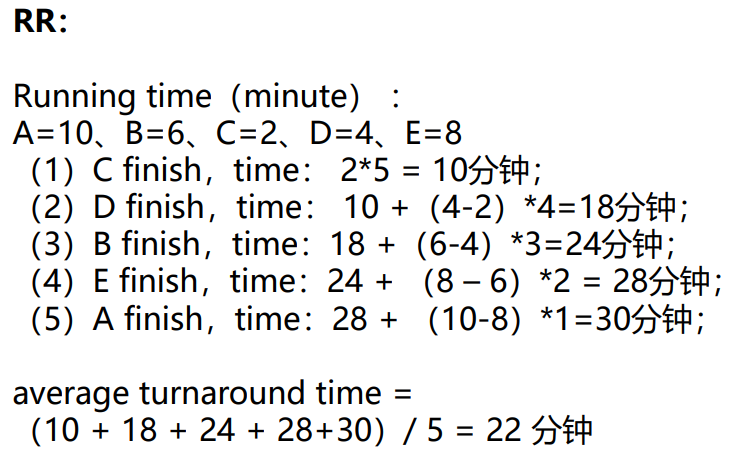 RR:
Running time（minute） ：
A=10、B=6、C=2、D=4、E=8
（1）C finish，time： 2*5 = 10分钟；
（2）D finish，time： 10 +（4-2）*4=18分钟；
（3）B finish，time：18 +（6-4）*3=24分钟；
（4）E finish，time：24 + （8 – 6）*2 = 28分钟；
（5）A finish，time：28 + （10-8）*1=30分钟；
average turnaround time =
（10 + 18 + 24 + 28+30）/ 5 = 22 分钟